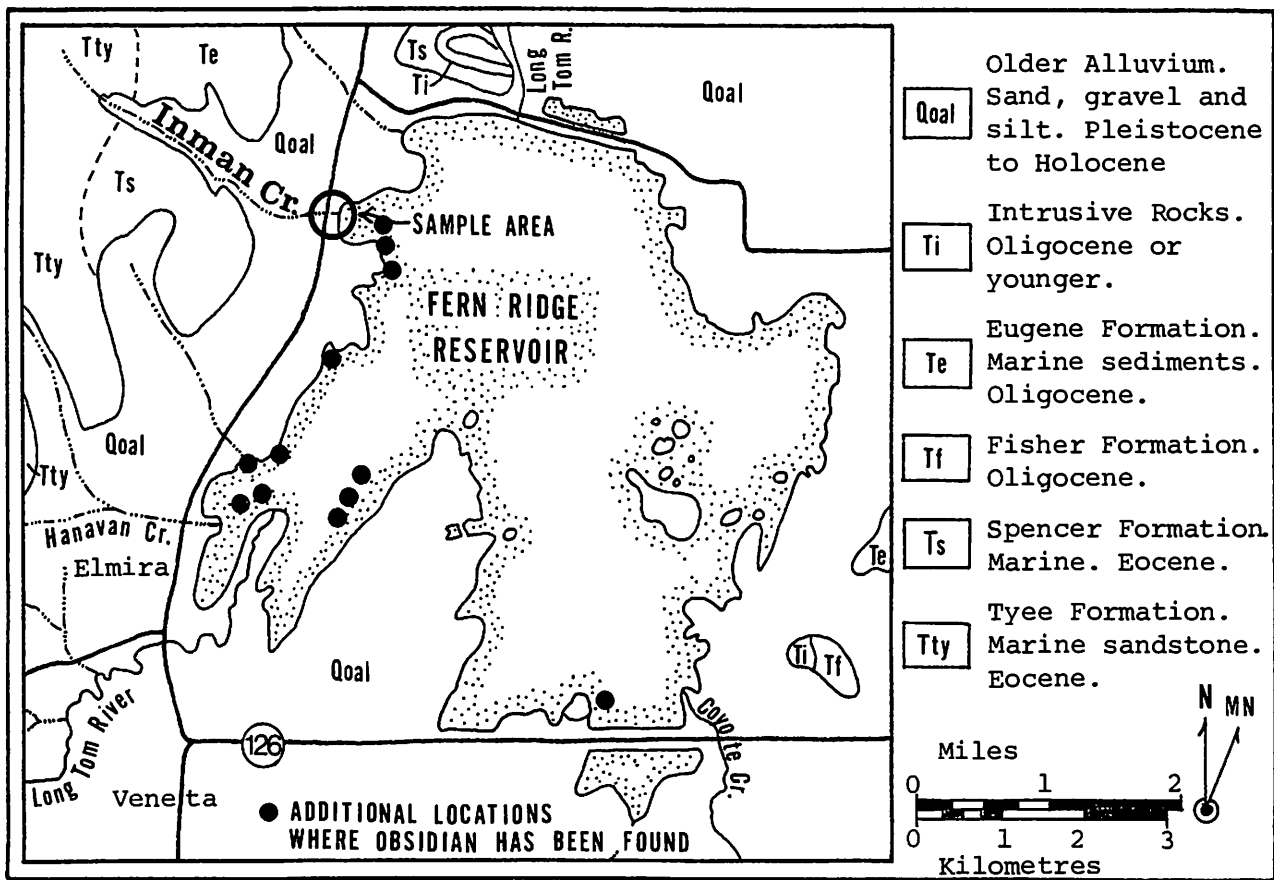 Tty
Te
Ts
Ti
Long
Tom R.
Qoal
Inman Cr.
Qoal
Ts
SAMPLE AREA
Tty
FERN RIDGE
RESERVOIR
Qoal
Tty
Hanavan Cr.
Elmira
Te
Ti
Tf
Qoal
Long Tom River
126
Coyote Cr.
Veneta
ADDITIONAL LOCATIONS
WHERE OBSIDIAN HAS BEEN FOUND
Qoal
Older Alluvium.
Sand, gravel and
silt. Pleistocene
to Holocene
Ti
Intrusive Rocks.
Oligocene or
younger.
Te
Eugene Formation.
Marine sediments.
Oligocene.
Tf
Fisher Formation.
Oligocene.
Ts
Spencer Formation.
Marine. Eocene.
Tty
Tyee Formation.
Marine sandstone.
Eocene.
N MN
Miles
0 1 2
0 1 2 3
Kilometres